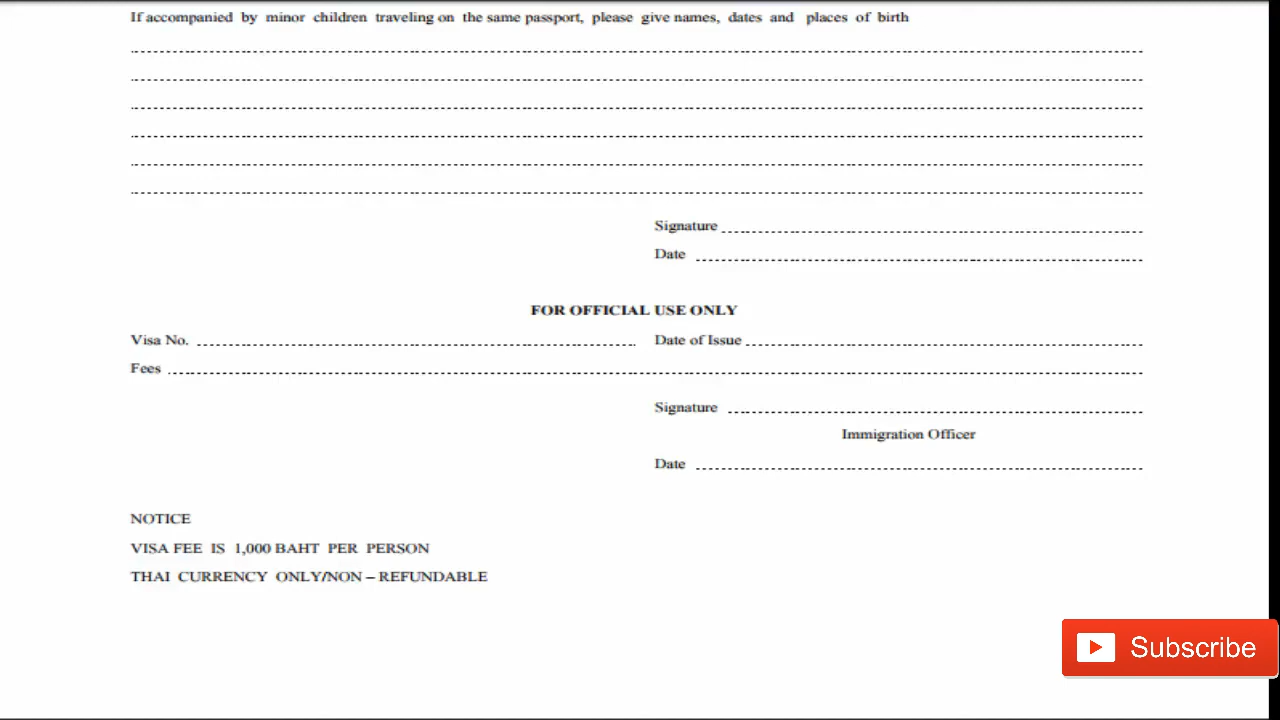 If accompanied by minor children traveling on the same passport, please give names, dates and places of birth
Signature
Date
FOR OFFICIAL USE ONLY
Visa No. Date of Issue
Fees
Signature
Immigration Officer
Date
NOTICE
VISA FEE IS 1,000 BAHT PER PERSON
THAI CURRENCY ONLY/NON – REFUNDABLE
Subscribe